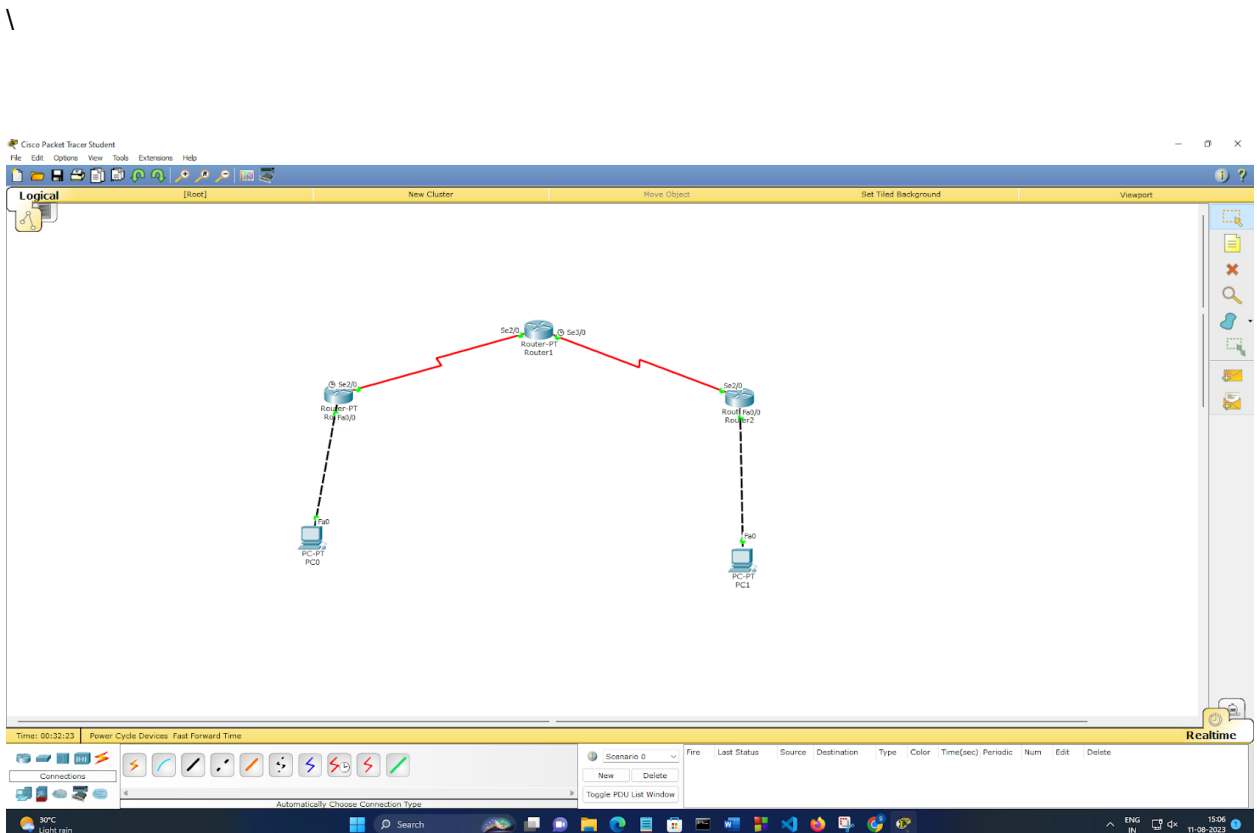 \
Cisco Packet Tracer Student
File Edit Options View Tools Extensions Help
Logical [Root] New Cluster Move Object Set Tiled Background Viewport
Se2/0 Se3/0
Router-PT
Router1
Se2/0
Router-PT
Fa0/0
Se2/0
Fa0/0
Router2
Fa0
PC-PT
PC0
Fa0
PC-PT
PC1
Time: 00:32:23 Power Cycle Devices Fast Forward Time Realtime
Connections
Automatically Choose Connection Type
Scenario 0
New Delete
Toggle PDU List Window
Fire Last Status Source Destination Type Color Time(sec) Periodic Num Edit Delete
30°C
Light rain
Search
ENG
IN
15:06
11-08-2023